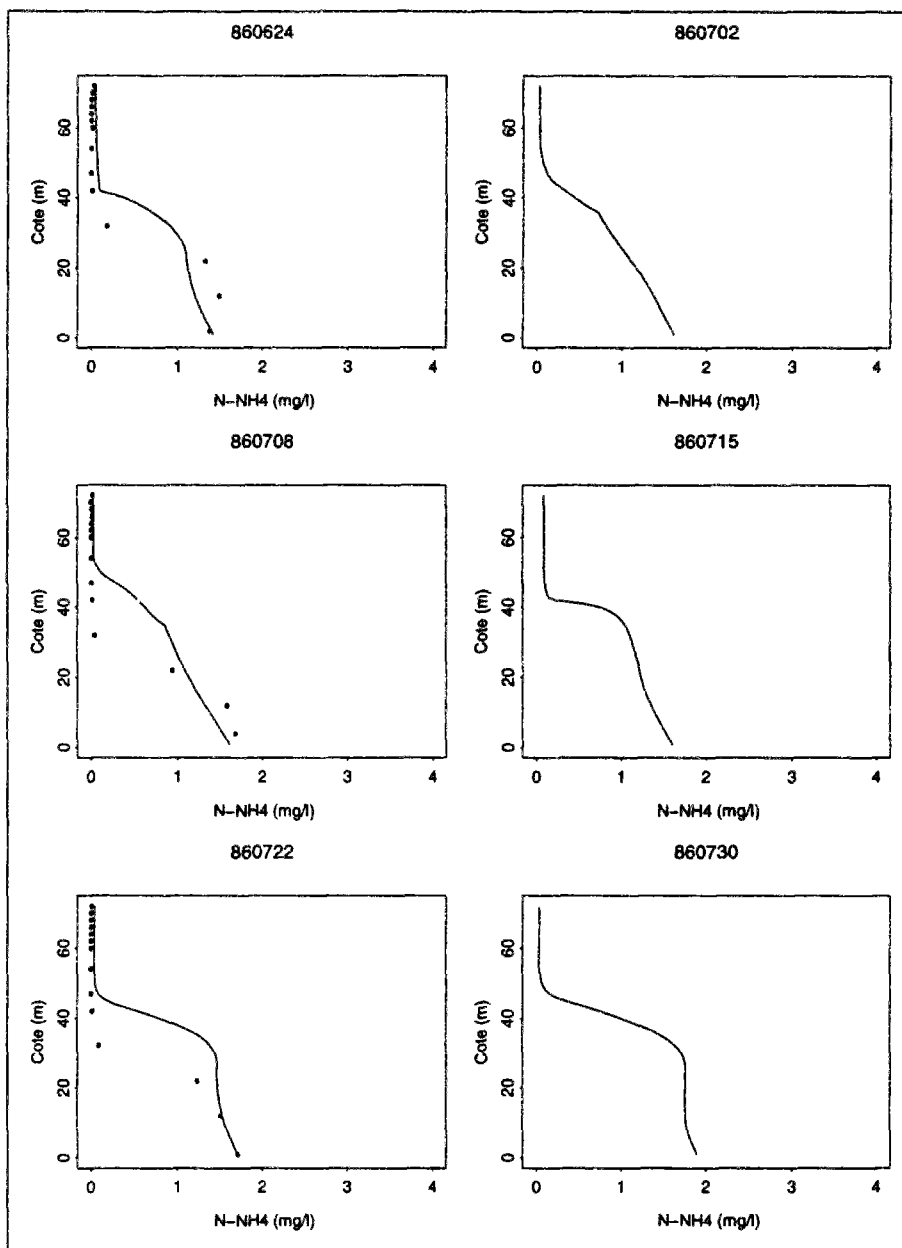 860624
60
40
20
0
Cote (m)
0 1 2 3 4
N-NH4 (mg/l)
860702
60
40
20
0
Cote (m)
0 1 2 3 4
N-NH4 (mg/l)
860708
60
40
20
0
Cote (m)
0 1 2 3 4
N-NH4 (mg/l)
860715
60
40
20
0
Cote (m)
0 1 2 3 4
N-NH4 (mg/l)
860722
60
40
20
0
Cote (m)
0 1 2 3 4
N-NH4 (mg/l)
860730
60
40
20
0
Cote (m)
0 1 2 3 4
N-NH4 (mg/l)